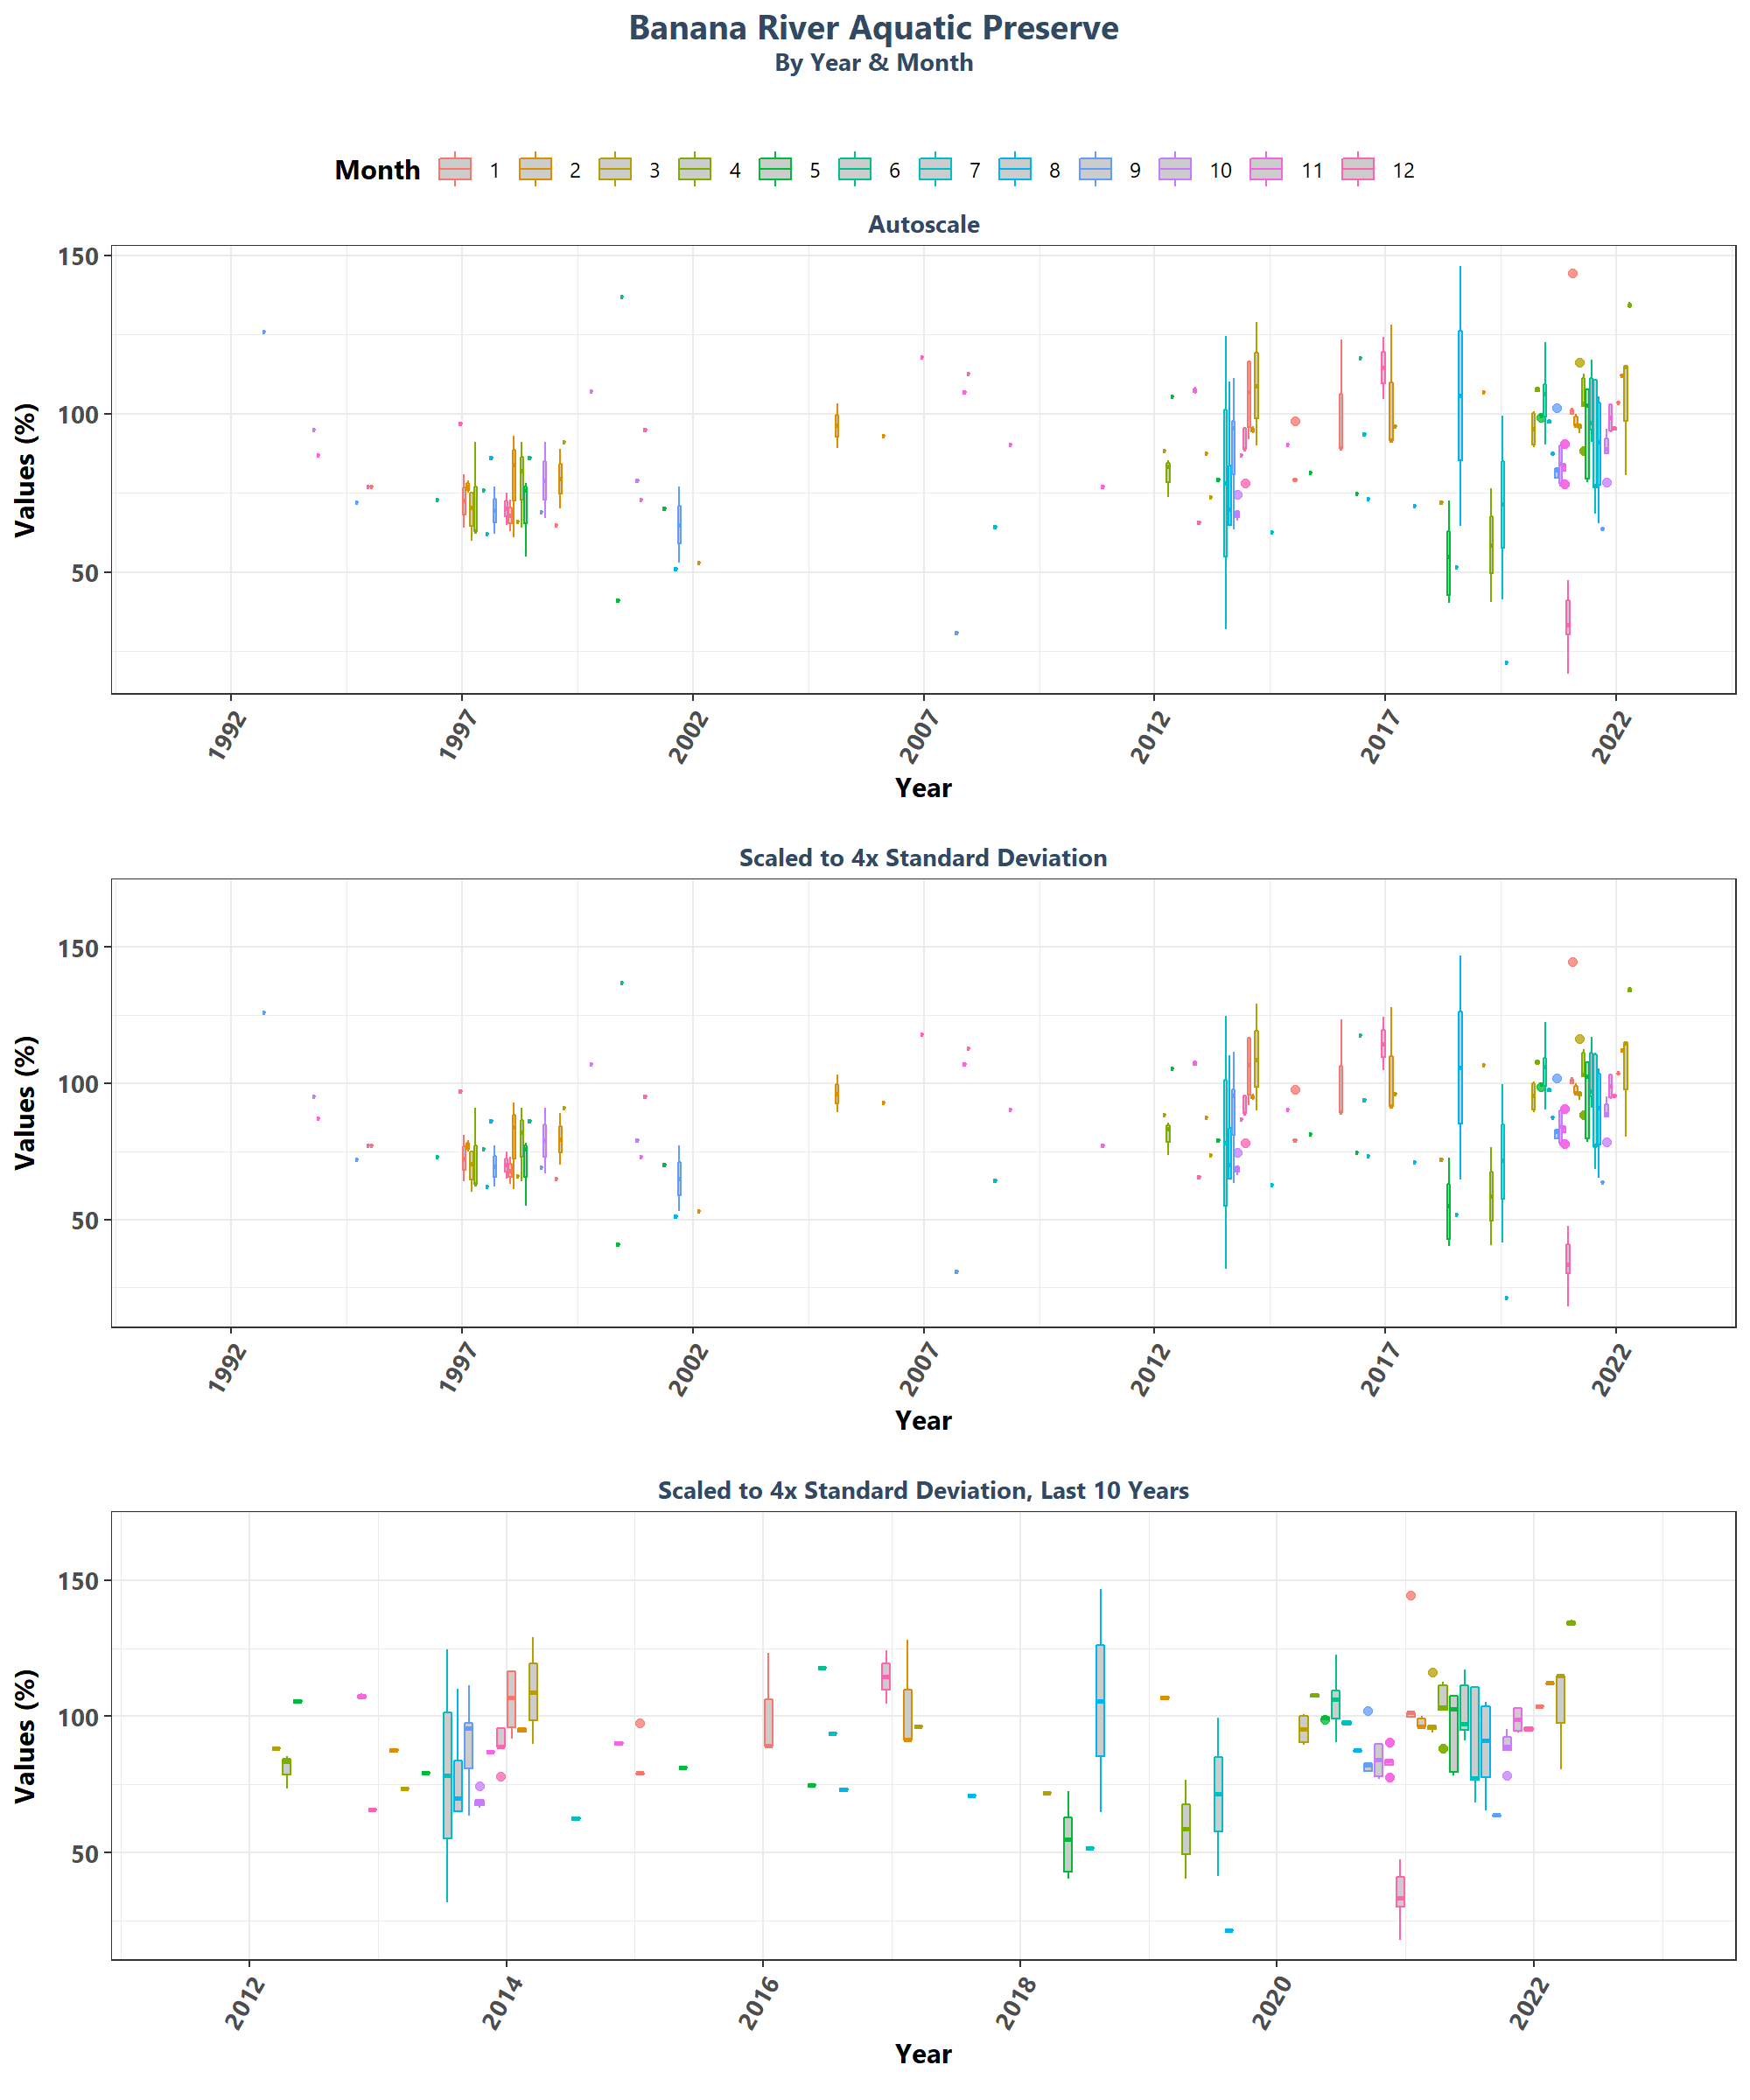 Banana River Aquatic Preserve
By Year & Month
Month 1 2 3 4 5 6 7 8 9 10 11 12
Autoscale
150
100
50
Values (%)
1992 1997 2002 2007 2012 2017 2022
Year
Scaled to 4x Standard Deviation
150
100
50
Values (%)
1992 1997 2002 2007 2012 2017 2022
Year
Scaled to 4x Standard Deviation, Last 10 Years
150
100
50
Values (%)
2012 2014 2016 2018 2020 2022
Year